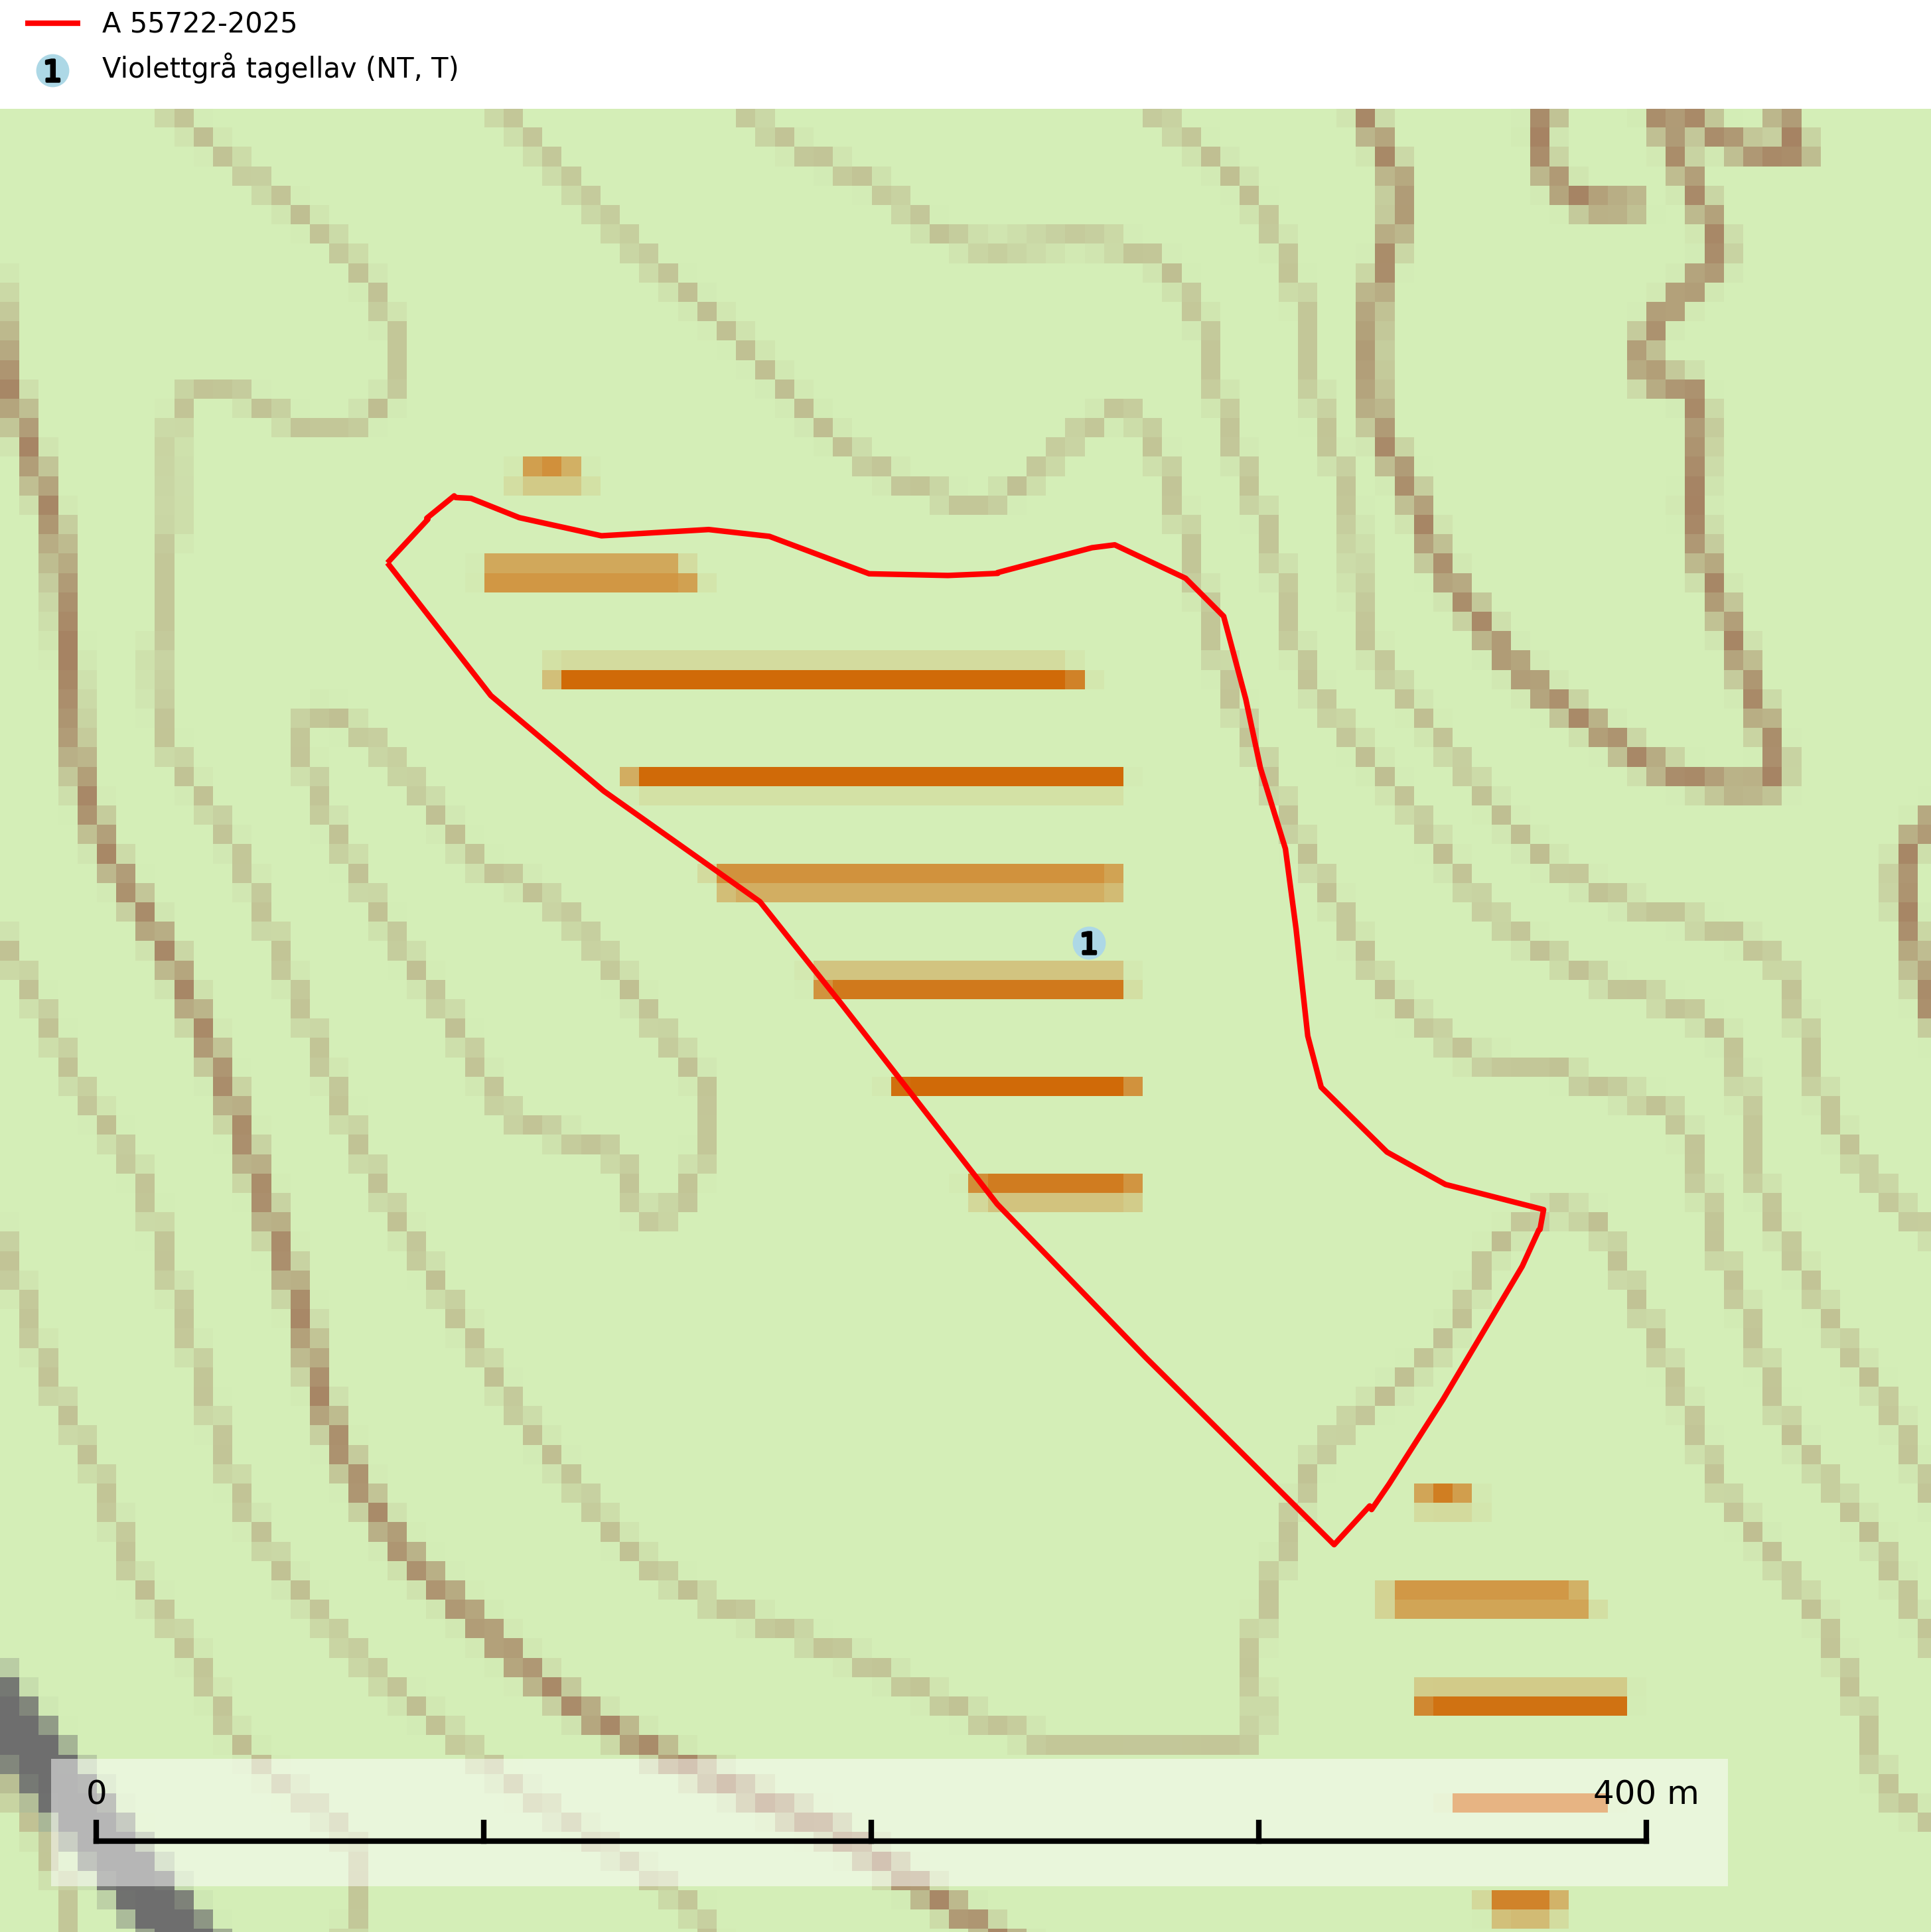 A 55722-2025
1 Violettgrå tagellav (NT, T)
1
0 400 m